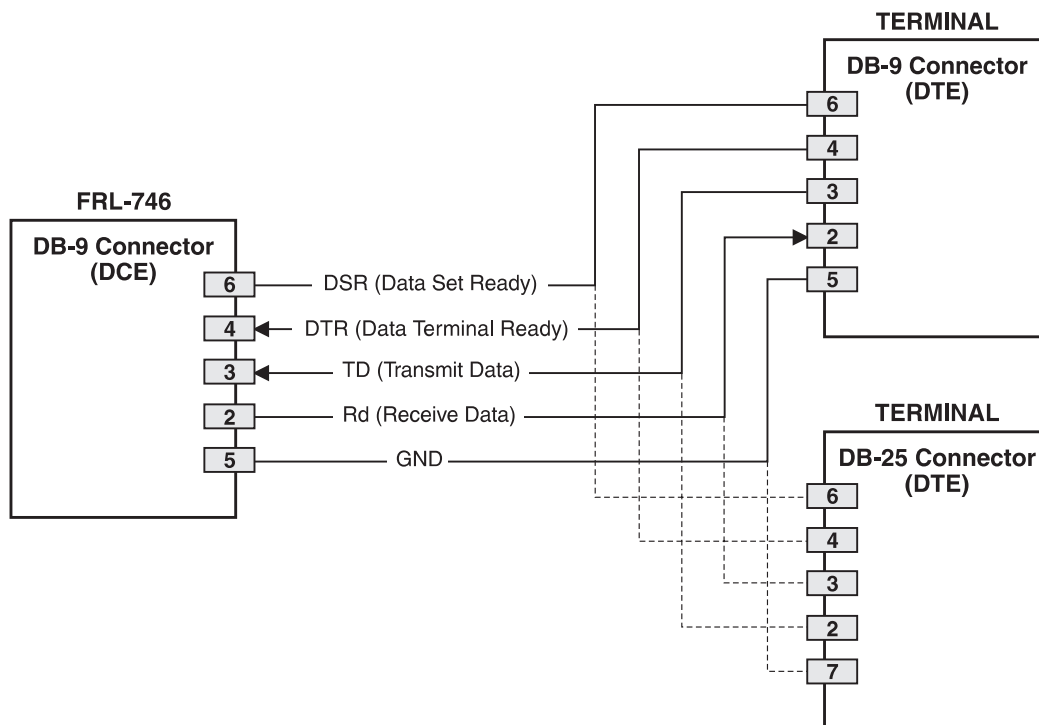 FRL-746
DB-9 Connector
(DCE)
6
4
3
2
5
DSR (Data Set Ready)
DTR (Data Terminal Ready)
TD (Transmit Data)
Rd (Receive Data)
GND
TERMINAL
DB-9 Connector
(DTE)
6
4
3
2
5
TERMINAL
DB-25 Connector
(DTE)
6
4
3
2
7